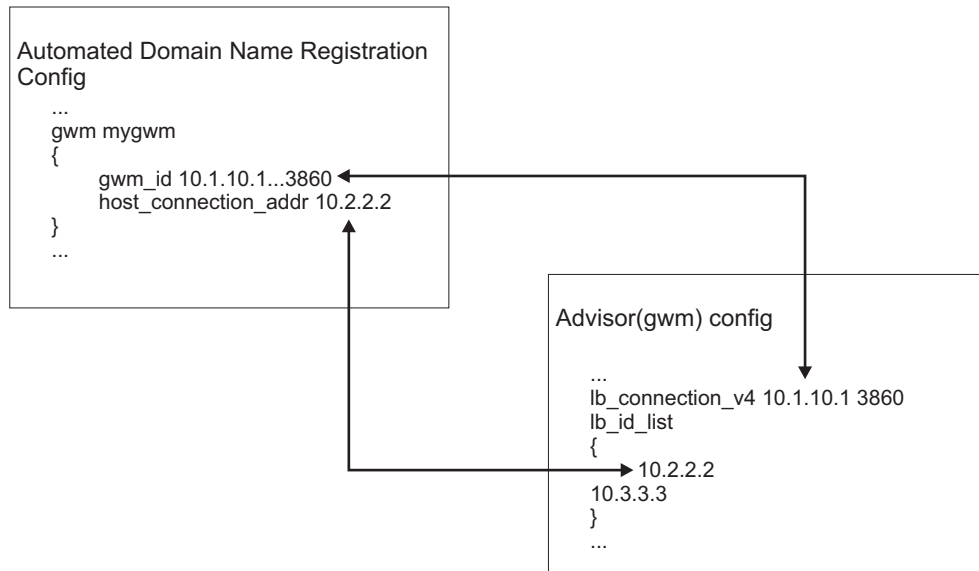 Automated Domain Name Registration
Config
...
gwm mygwm
{
gwm_id 10.1.10.1...3860
host_connection_addr 10.2.2.2
}
...
Advisor(gwm) config
...
lb_connection_v4 10.1.10.1 3860
lb_id_list
{
10.2.2.2
10.3.3.3
}
...